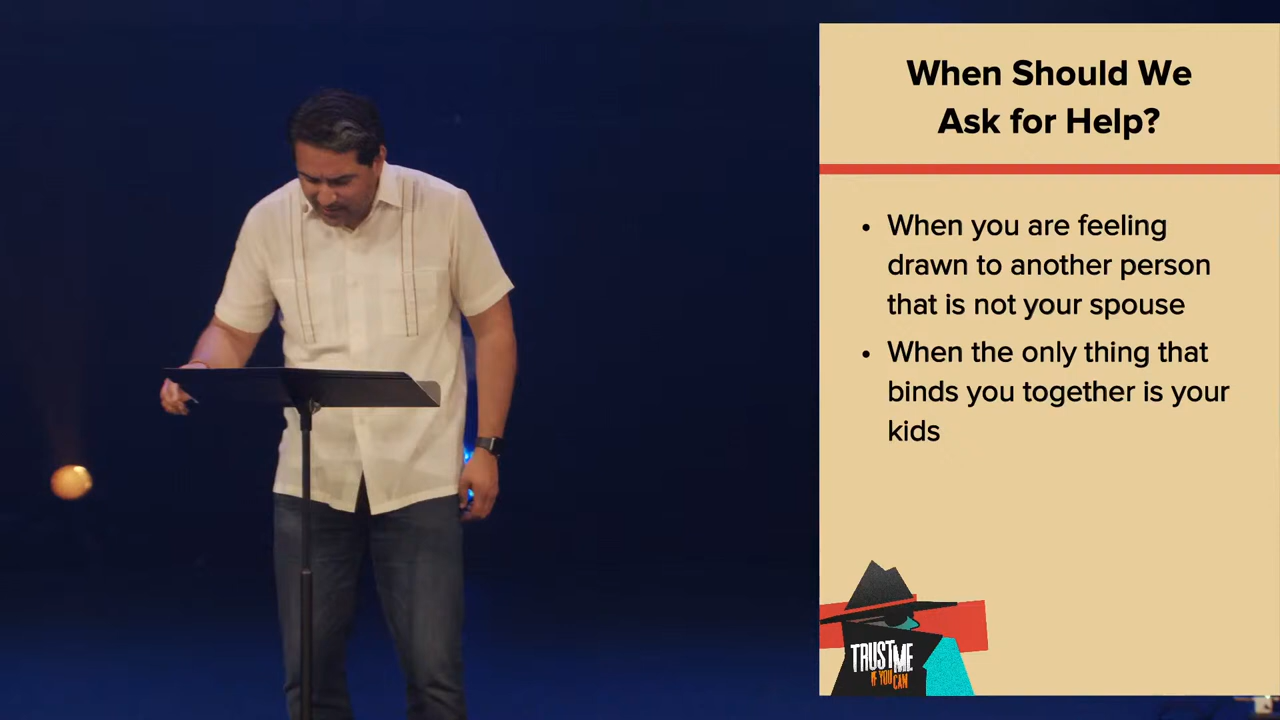 When Should We
Ask for Help?
• When you are feeling
drawn to another person
that is not your spouse
• When the only thing that
binds you together is your
kids
TRUST ME
IF YOU CAN